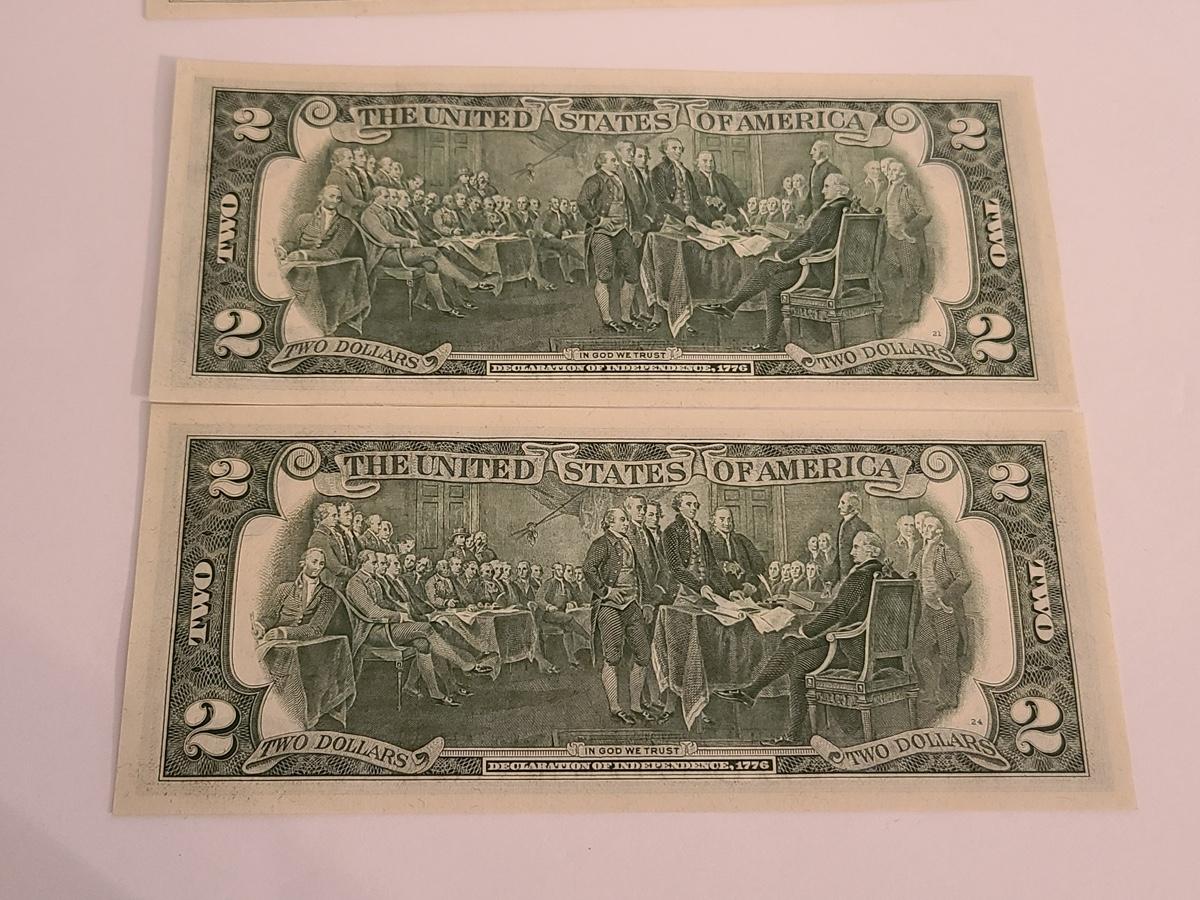 2 THE UNITED STATES OF AMERICA 2
TWO TWO
21
2 TWO DOLLARS IN GOD WE TRUST TWO DOLLARS 2
DECLARATION OF INDEPENDENCE, 1776
2 THE UNITED STATES OF AMERICA 2
TWO TWO
24
2 TWO DOLLARS IN GOD WE TRUST TWO DOLLARS 2
DECLARATION OF INDEPENDENCE, 1776